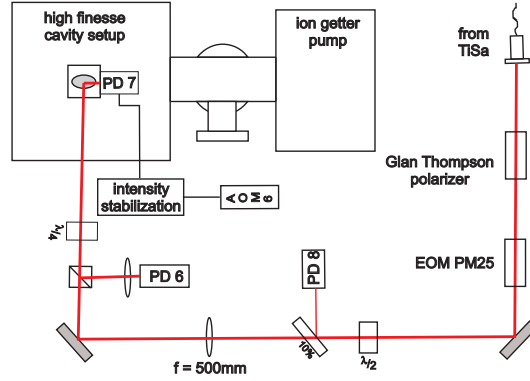 high finesse
cavity setup
ion getter
pump
from
TiSa
PD 7
Glan Thompson
polarizer
intensity
stabilization
AOM 6
λ/4
EOM PM25
PD 6
PD 8
10%
λ/2
f = 500mm